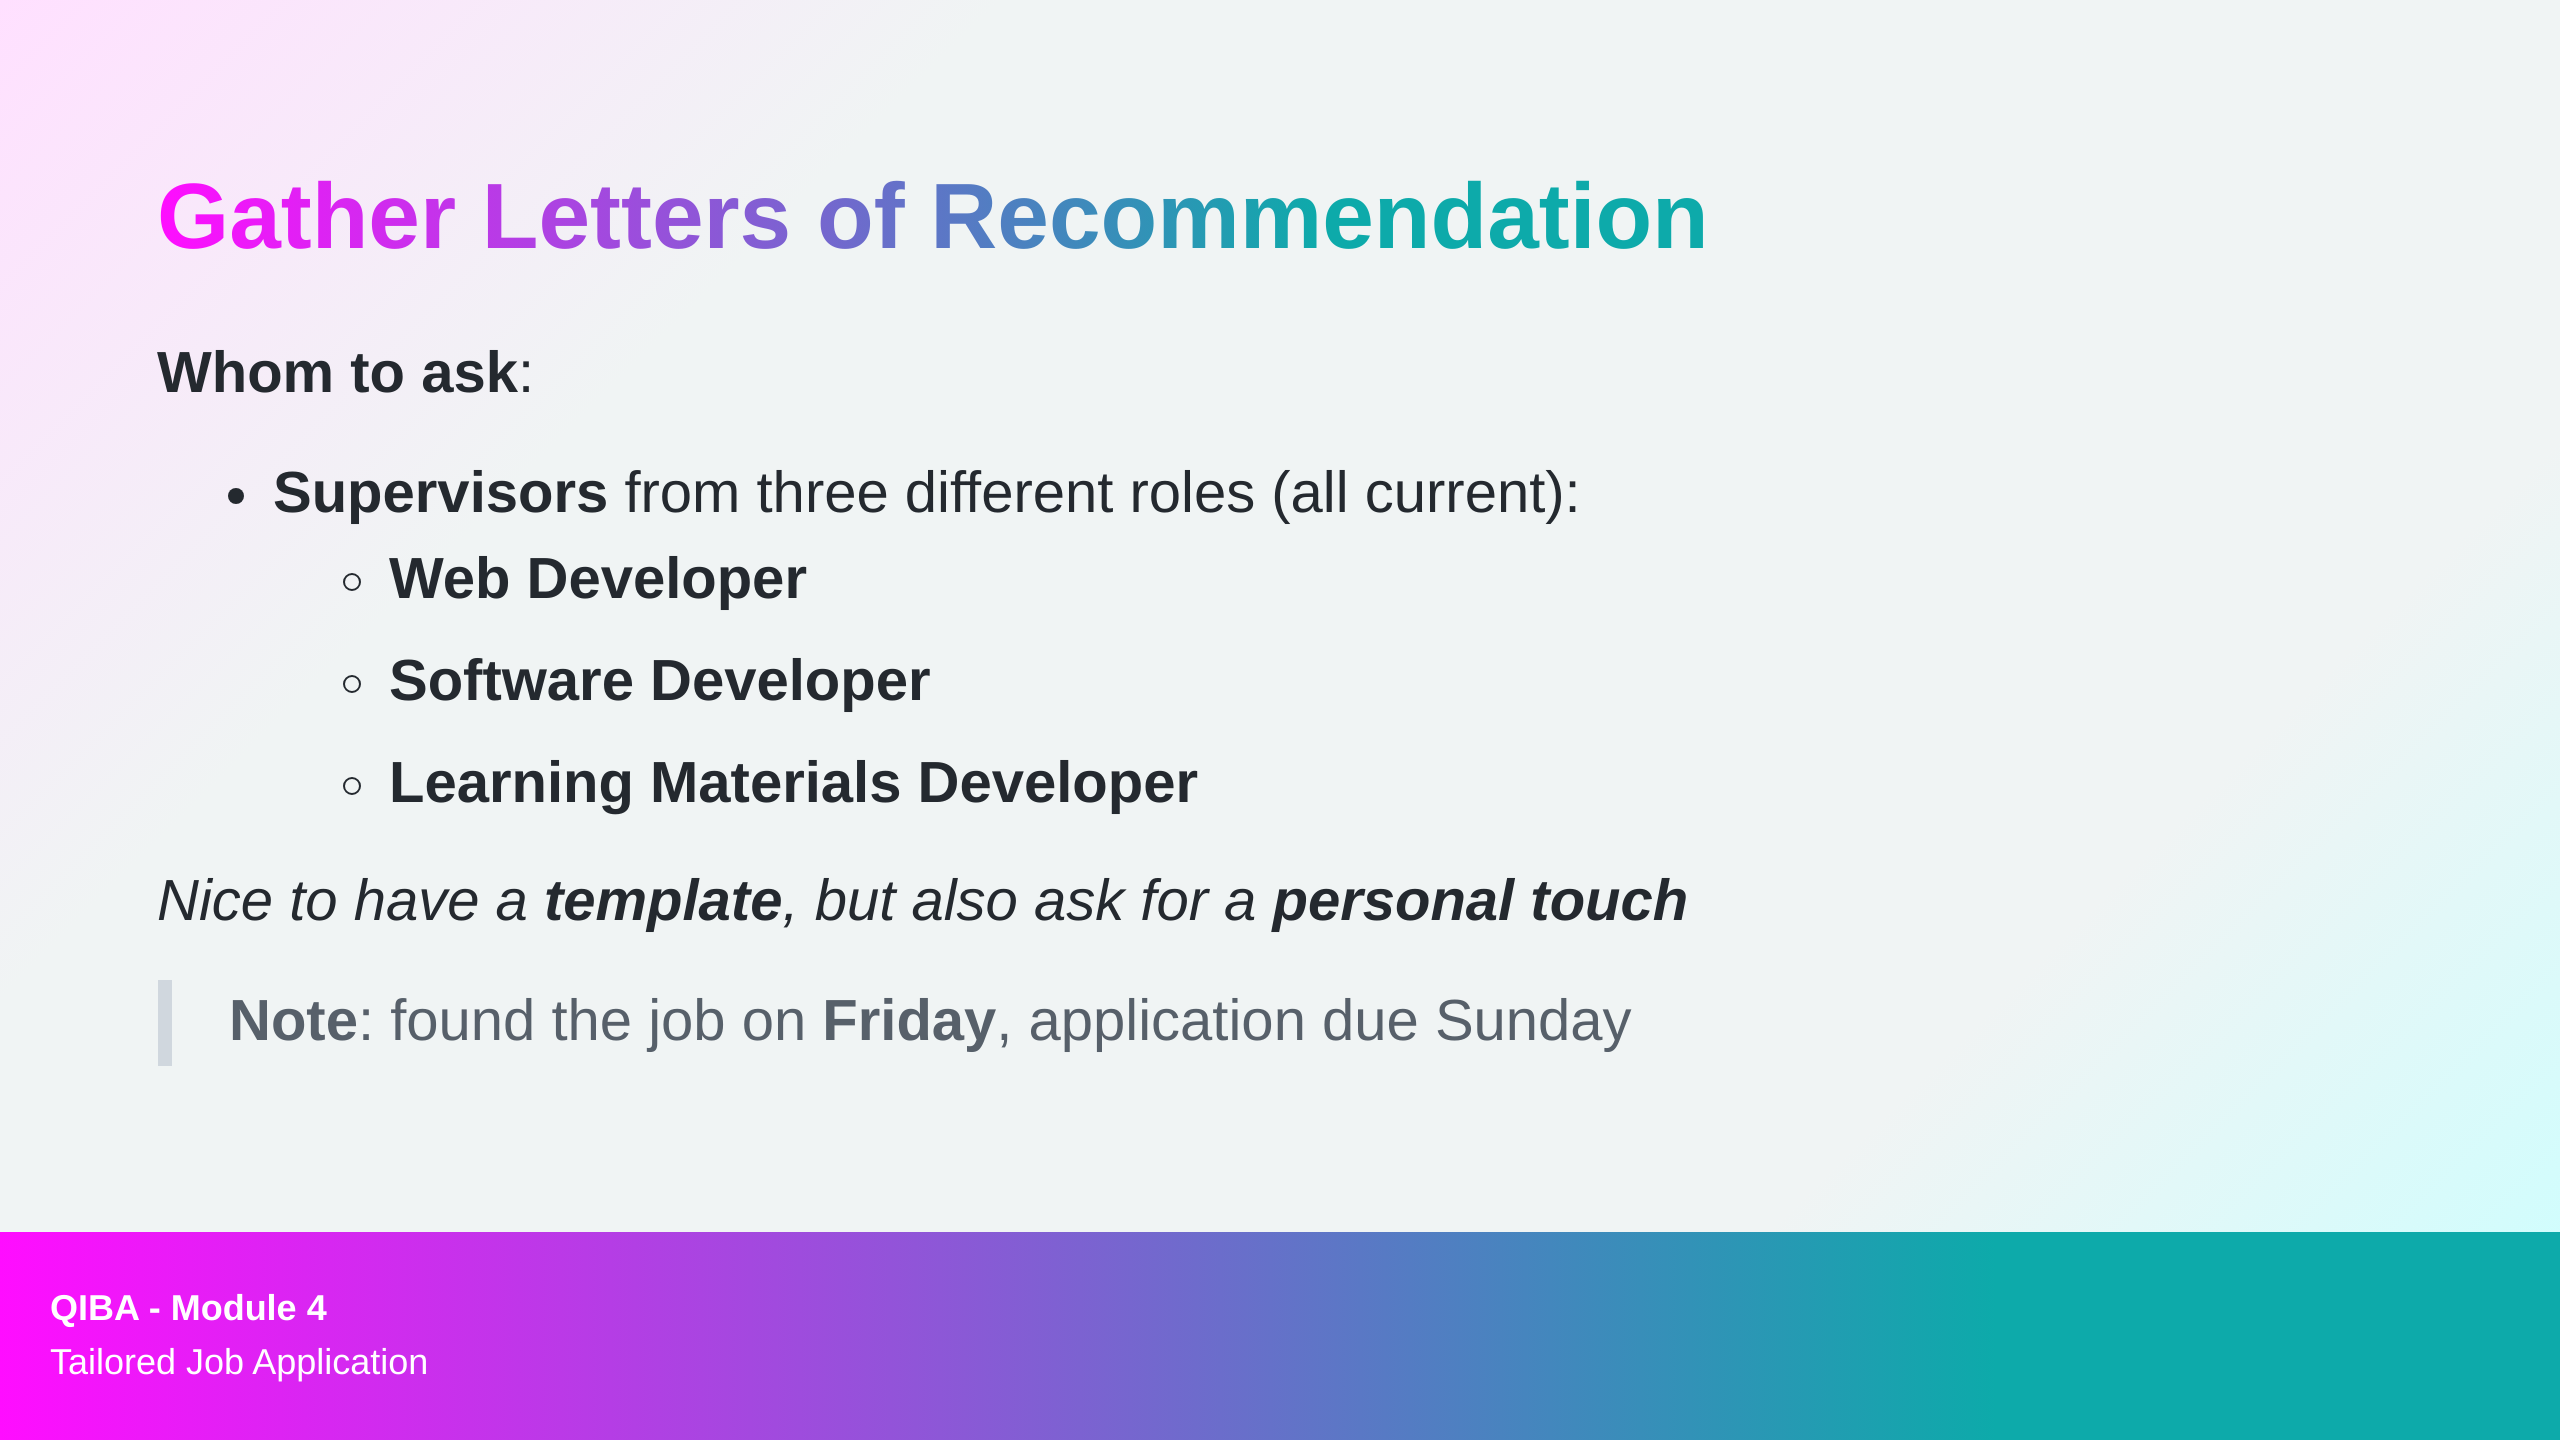 Gather Letters of Recommendation
Whom to ask:
• Supervisors from three different roles (all current):
◦ Web Developer
◦ Software Developer
◦ Learning Materials Developer
Nice to have a template, but also ask for a personal touch
Note: found the job on Friday, application due Sunday
QIBA - Module 4
Tailored Job Application